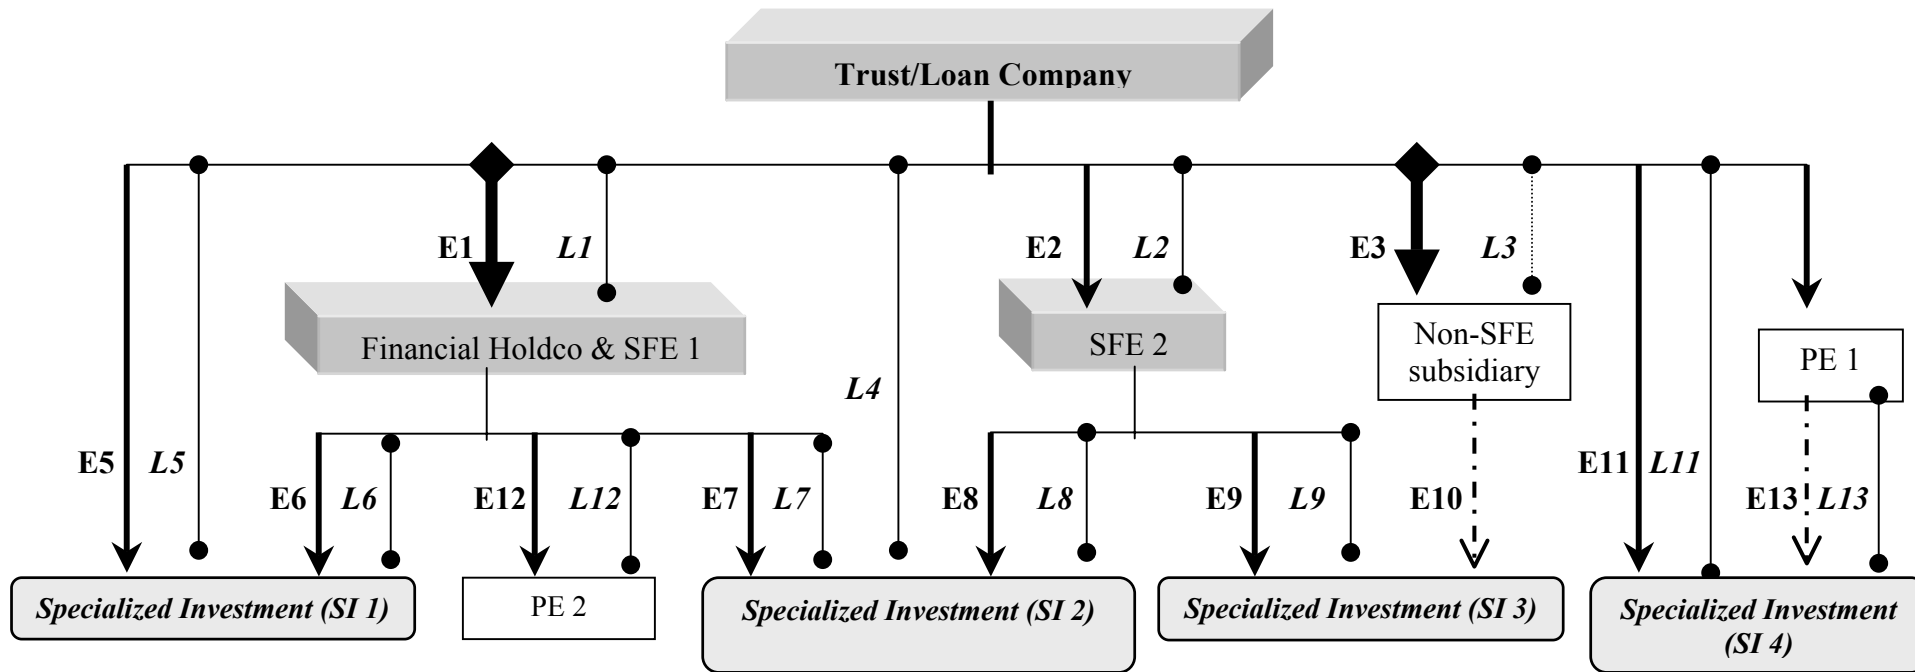 Trust/Loan Company
E1
L1
E2
L2
E3
L3
Financial Holdco & SFE 1
SFE 2
Non-SFE
subsidiary
PE 1
L4
E5
L5
E6
L6
E12
L12
E7
L7
E8
L8
E9
L9
E10
E11
L11
E13
L13
Specialized Investment (SI 1)
PE 2
Specialized Investment (SI 2)
Specialized Investment (SI 3)
Specialized Investment
(SI 4)